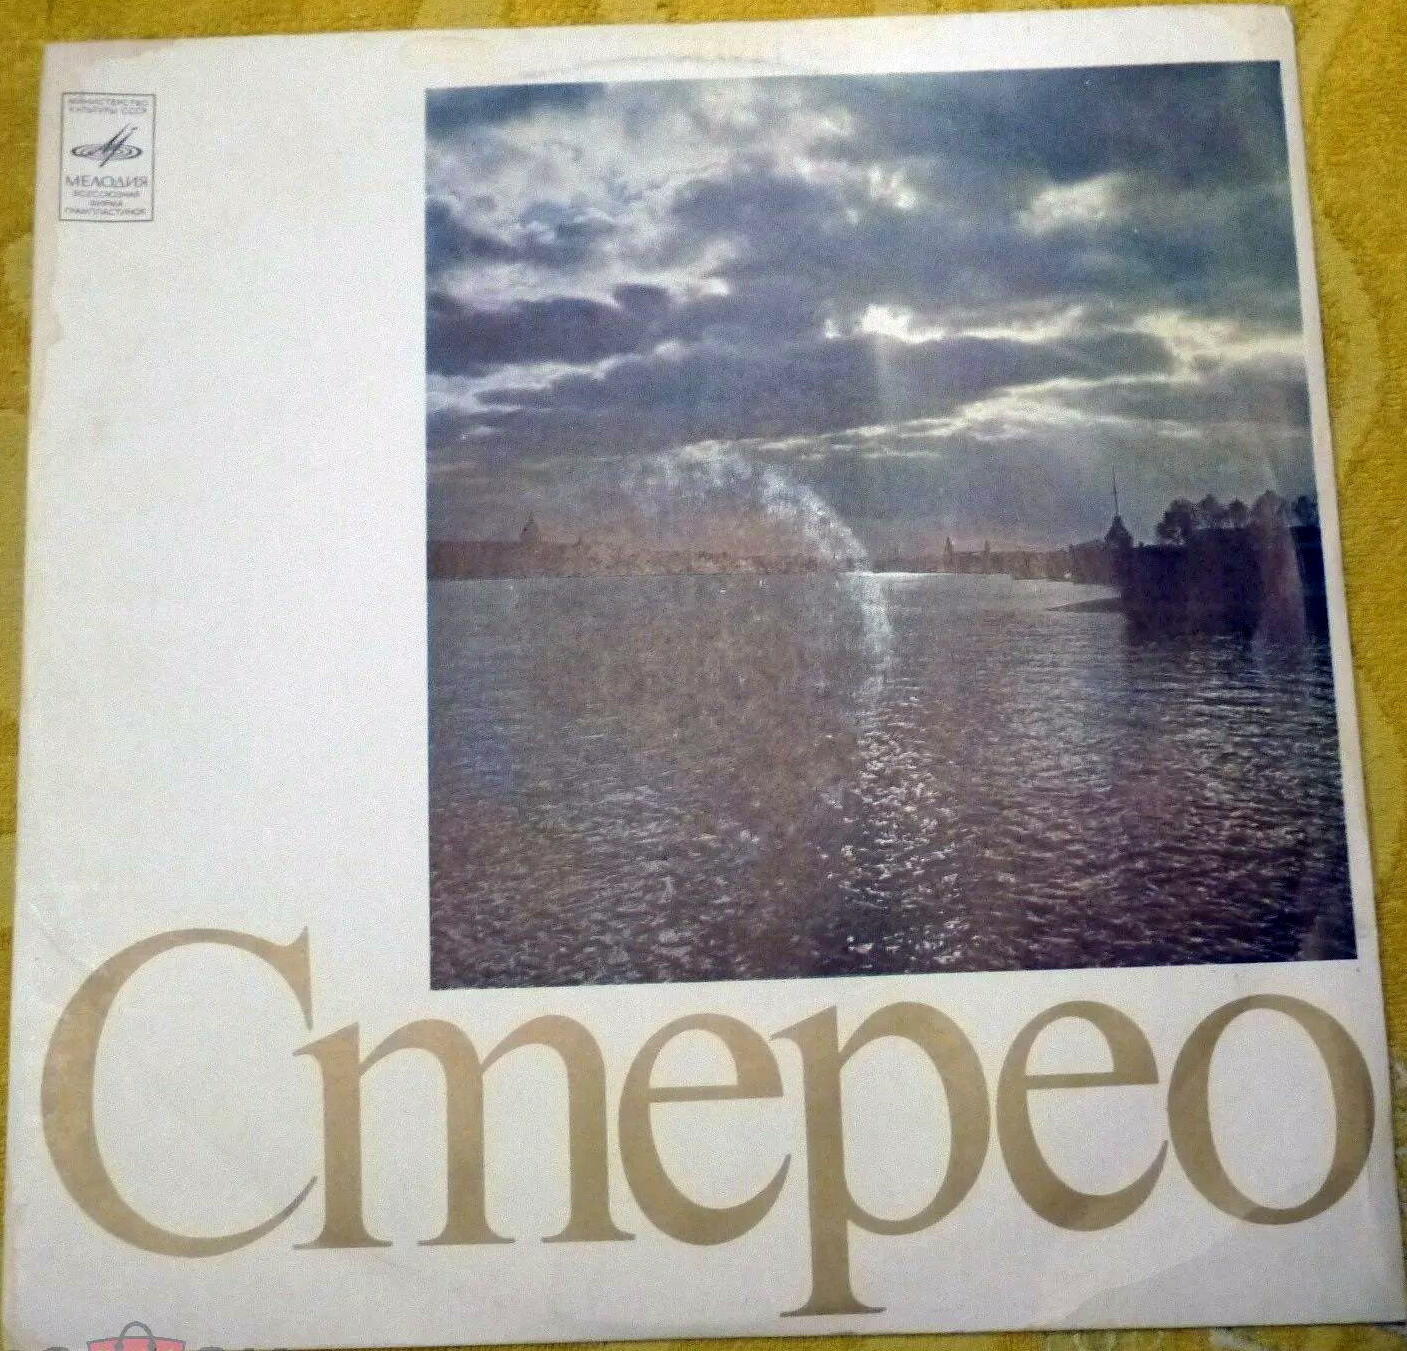 МИНИСТЕРСТВО
КУЛЬТУРЫ СССР
МЕЛОДИЯ
ВСЕСОЮЗНАЯ
ФИРМА
ГРАМПЛАСТИНОК
Стерео